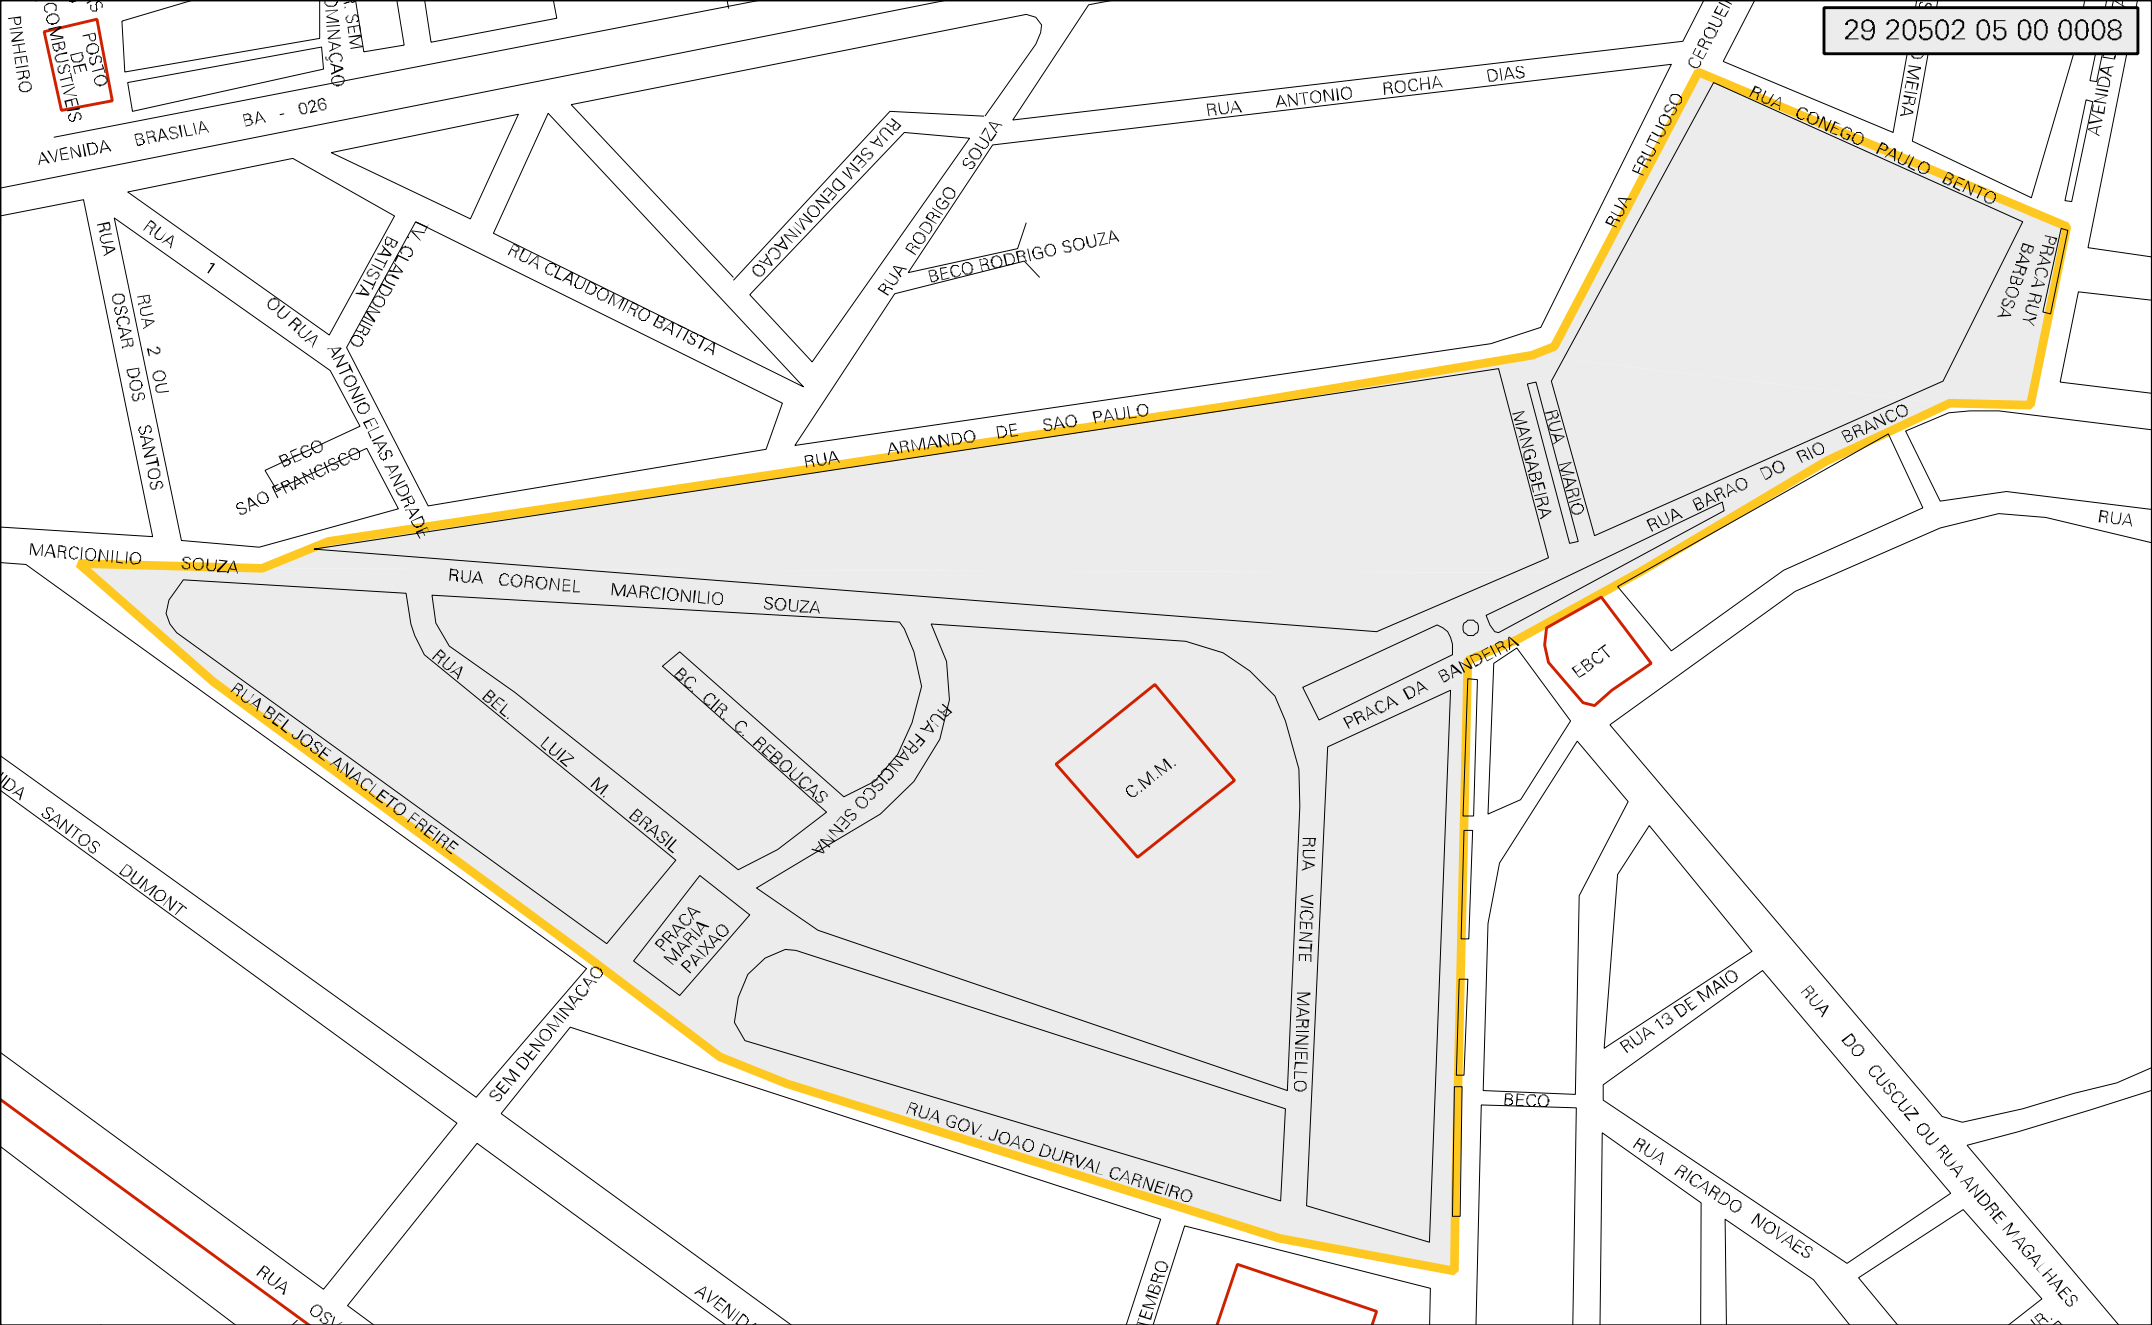 29 20502 05 00 0008
PINHEIRO
POSTO
DE
COMBUSTIVEIS
R. SEM
AVENIDA BRASILIA BA - 026
RUA ANTONIO ROCHA DIAS
RUA FRUTUOSO
RUA CONEGO PAULO BENTO
MEIRA
AVENIDA
PRACA RUY
BARBOSA
RUA SEM DENOMINACAO
RUA RODRIGO SOUZA
BECO RODRIGO SOUZA
RUA CLAUDOMIRO BATISTA
TV. CLAUDOMIRO
BATISTA
RUA 1 OU RUA ANTONIO ELIAS ANDRADE
RUA 2 OU
RUA OSCAR DOS SANTOS
BECO
SAO FRANCISCO
RUA ARMANDO DE SAO PAULO
RUA MARIO
MANGABEIRA
RUA BARAO DO RIO BRANCO
RUA
MARCIONILIO SOUZA
RUA CORONEL MARCIONILIO SOUZA
PRACA DA BANDEIRA
EBCT
RUA BEL. LUIZ M. BRASIL
BC. CIR. C. REBOUCAS
RUA FRANCISCO SENNA
C.M.M.
RUA BEL JOSE ANACLETO FREIRE
RUA VICENTE MARINIELLO
SANTOS DUMONT
PRACA
MARIA
PAIXAO
SEM DENOMINACAO
RUA 13 DE MAIO
RUA DO CUSCUZ OU RUA ANDRE MAGALHAES
BECO
RUA GOV. JOAO DURVAL CARNEIRO
RUA RICARDO NOVAES
RUA
AVENIDA